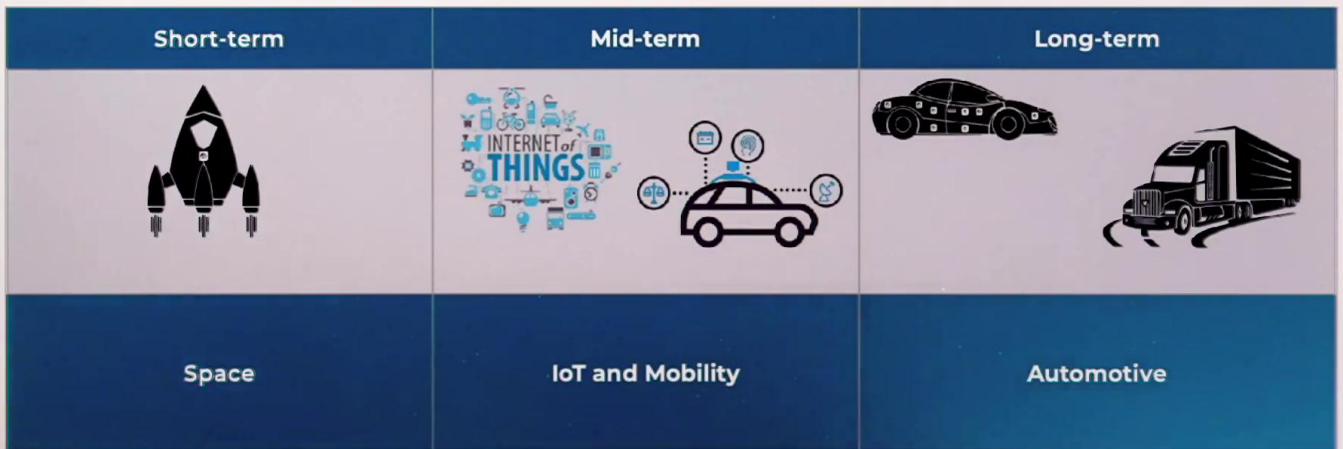 Short-term
Mid-term
Long-term
INTERNET of
THINGS
Space
IoT and Mobility
Automotive